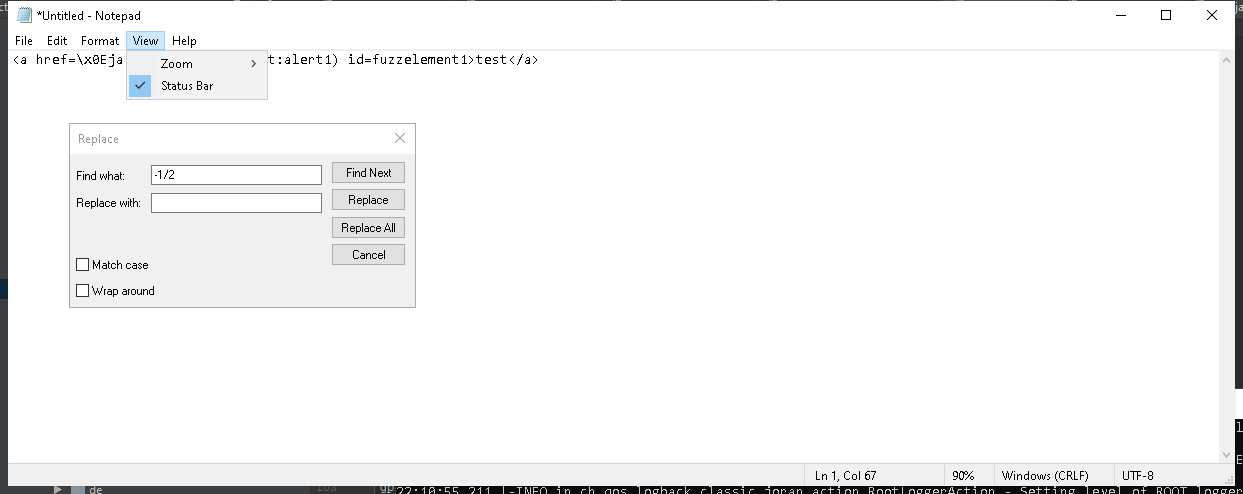 *Untitled - Notepad
File Edit Format View Help
<a href=\x0Eja t:alert1) id=fuzzelement1>test</a>
Zoom >
Status Bar
Replace
Find what: -1/2 Find Next
Replace with: Replace
Replace All
Cancel
Match case
Wrap around
Ln 1, Col 67 90% Windows (CRLF) UTF-8
de 103 22:10:55,211 |-INFO in ch.qos.logback.classic.joran.action.RootLoggerAction - Setting level of ROOT logger